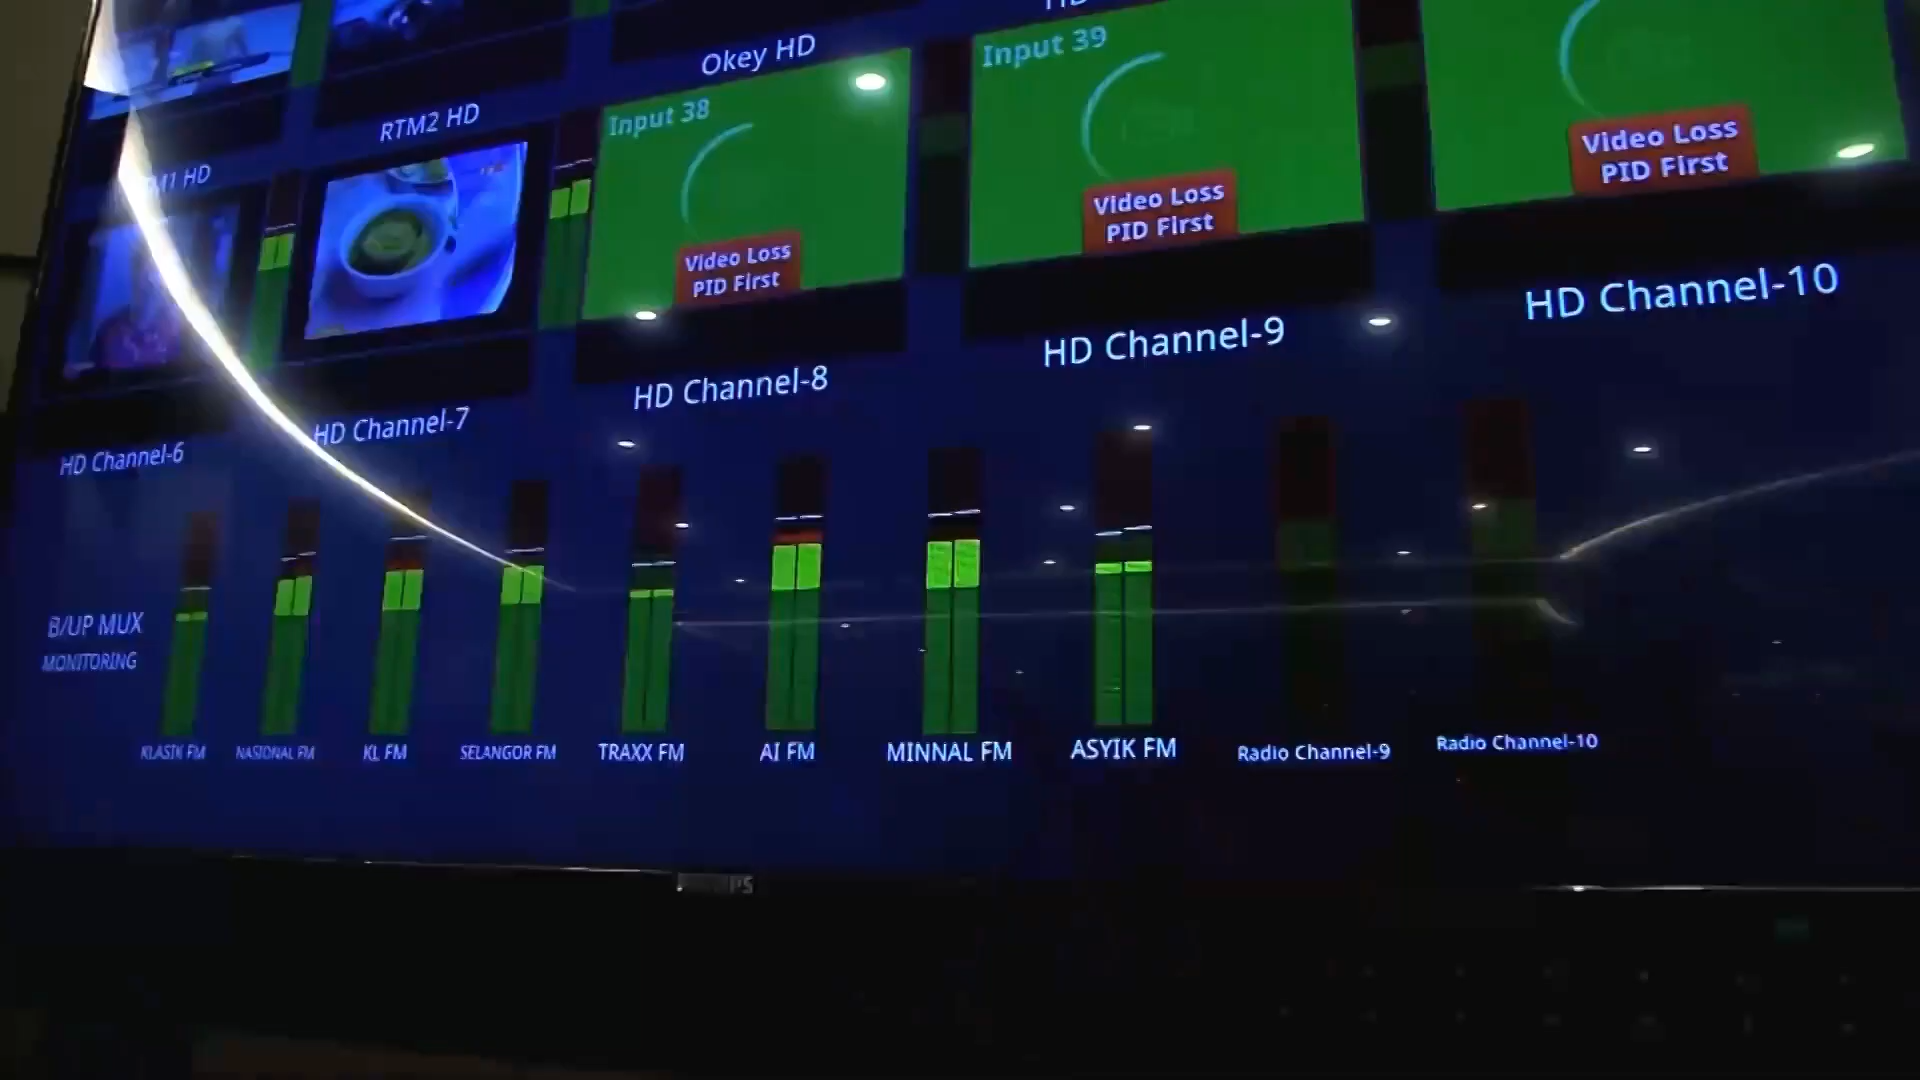 Okey HD
RTM2 HD
M1 HD
Input 38
Input 39
Video Loss
PID First
Video Loss
PID First
Video Loss
PID First
HD Channel-6
HD Channel-7
HD Channel-8
HD Channel-9
HD Channel-10
B/UP MUX
MONITORING
KLASIK FM
NASIONAL FM
KL FM
SELANGOR FM
TRAXX FM
AI FM
MINNAL FM
ASYIK FM
Radio Channel-9
Radio Channel-10